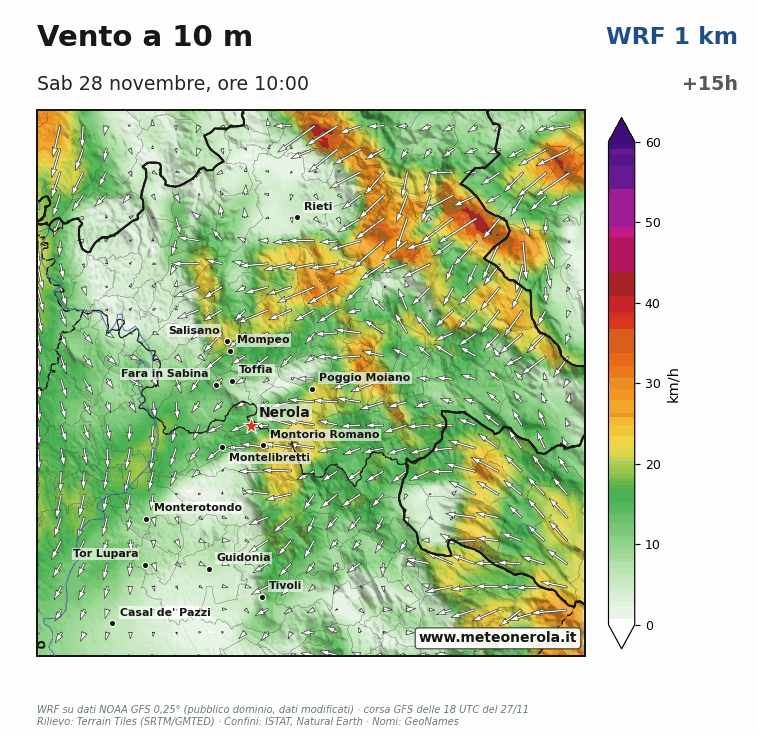 Vento a 10 m
WRF 1 km
Sab 28 novembre, ore 10:00
+15h
Rieti
Salisano
Mompeo
Fara in Sabina
Toffia
Poggio Moiano
Nerola
Montorio Romano
Montelibretti
Monterotondo
Tor Lupara
Guidonia
Tivoli
Casal de' Pazzi
www.meteonerola.it
60
50
40
30
20
10
0
km/h
WRF su dati NOAA GFS 0,25° (pubblico dominio, dati modificati) · corsa GFS delle 18 UTC del 27/11
Rilievo: Terrain Tiles (SRTM/GMTED) · Confini: ISTAT, Natural Earth · Nomi: GeoNames